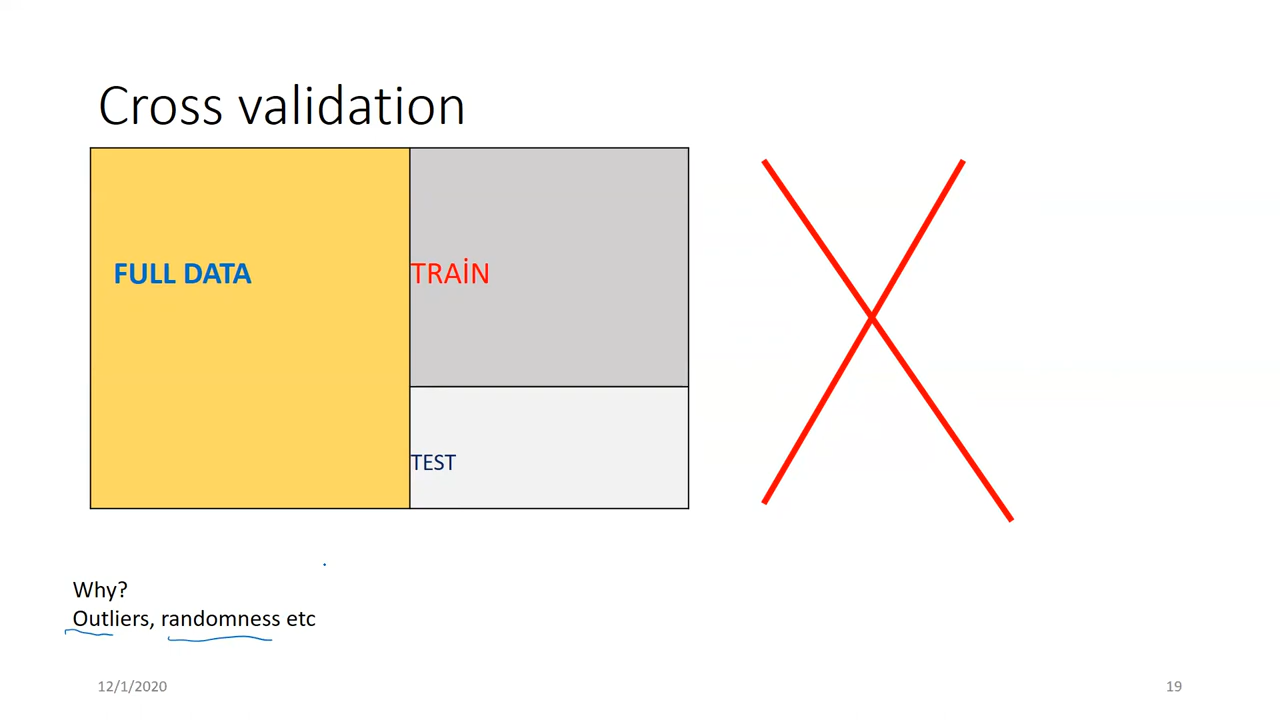 Cross validation
FULL DATA
TRAİN
TEST
Why?
Outliers, randomness etc
12/1/2020
19